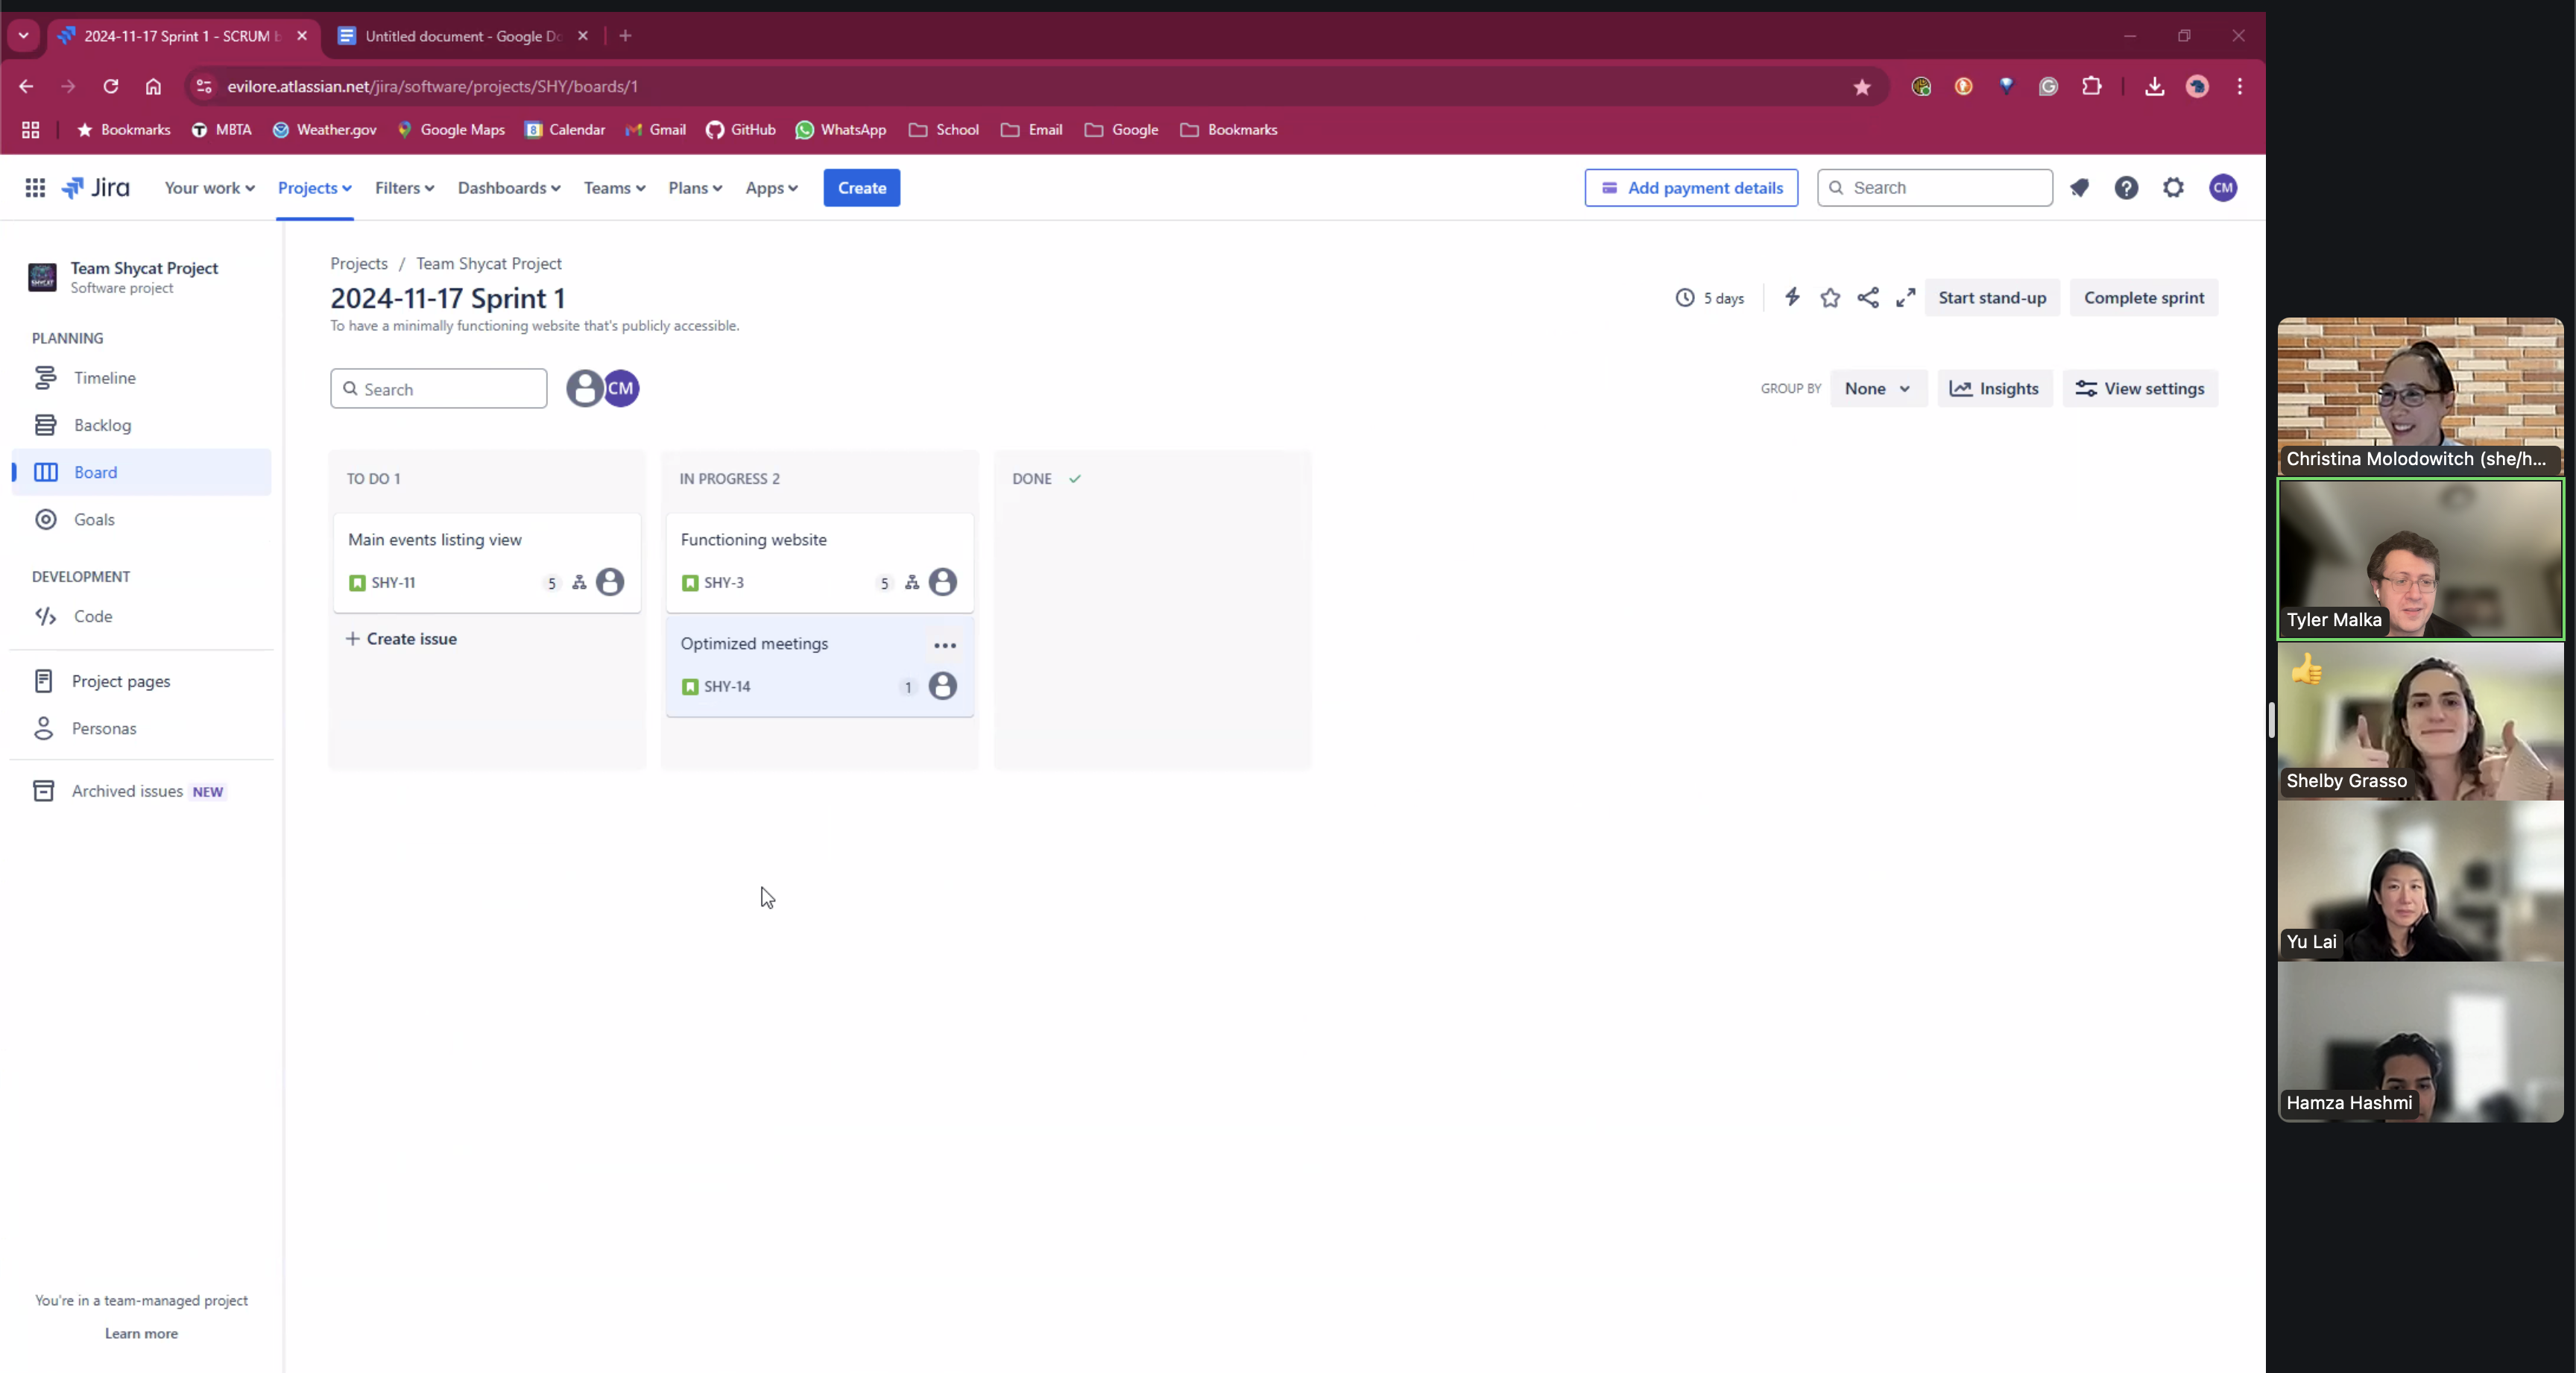 2024-11-17 Sprint 1 - SCRUM b
Untitled document - Google Do
evilore.atlassian.net/jira/software/projects/SHY/boards/1
Bookmarks MBTA Weather.gov Google Maps Calendar Gmail GitHub WhatsApp School Email Google Bookmarks
Jira Your work Projects Filters Dashboards Teams Plans Apps Create Add payment details Search CM
Team Shycat Project
Software project
PLANNING
Timeline
Backlog
Board
Goals
DEVELOPMENT
Code
Project pages
Personas
Archived issues NEW
You're in a team-managed project
Learn more
Projects / Team Shycat Project
2024-11-17 Sprint 1
To have a minimally functioning website that's publicly accessible.
5 days Start stand-up Complete sprint
Search CM
GROUP BY None Insights View settings
TO DO 1
Main events listing view
SHY-11 5
+ Create issue
IN PROGRESS 2
Functioning website
SHY-3 5
Optimized meetings
SHY-14 1
DONE
Christina Molodowitch (she/h...
Tyler Malka
Shelby Grasso
Yu Lai
Hamza Hashmi